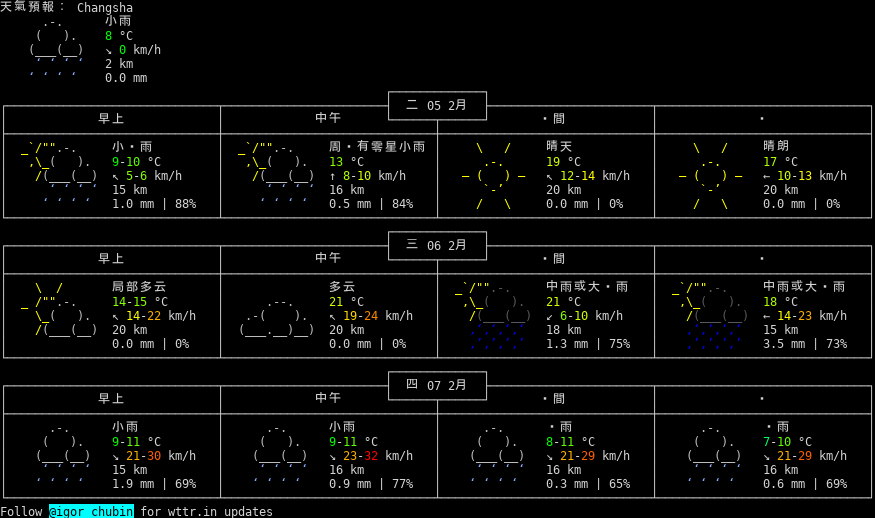 天氣預報： Changsha
小雨
8 °C
↘ 0 km/h
2 km
0.0 mm
二 05 2月
早上 中午 ・間 ・
小・雨 周・有零星小雨 晴天 晴朗
9-10 °C 13 °C 19 °C 17 °C
↖ 5-6 km/h ↑ 8-10 km/h ↖ 12-14 km/h ← 10-13 km/h
15 km 16 km 20 km 20 km
1.0 mm | 88% 0.5 mm | 84% 0.0 mm | 0% 0.0 mm | 0%
三 06 2月
早上 中午 ・間 ・
局部多云 多云 中雨或大・雨 中雨或大・雨
14-15 °C 21 °C 21 °C 18 °C
↖ 14-22 km/h ↖ 19-24 km/h ↙ 6-10 km/h ← 14-23 km/h
20 km 20 km 18 km 15 km
0.0 mm | 0% 0.0 mm | 0% 1.3 mm | 75% 3.5 mm | 73%
四 07 2月
早上 中午 ・間 ・
小雨 小雨 ・雨 ・雨
9-11 °C 9-11 °C 8-11 °C 7-10 °C
↘ 21-30 km/h ↘ 23-32 km/h ↘ 21-29 km/h ↘ 21-29 km/h
15 km 16 km 16 km 16 km
1.9 mm | 69% 0.9 mm | 77% 0.3 mm | 65% 0.6 mm | 69%
Follow @igor_chubin for wttr.in updates